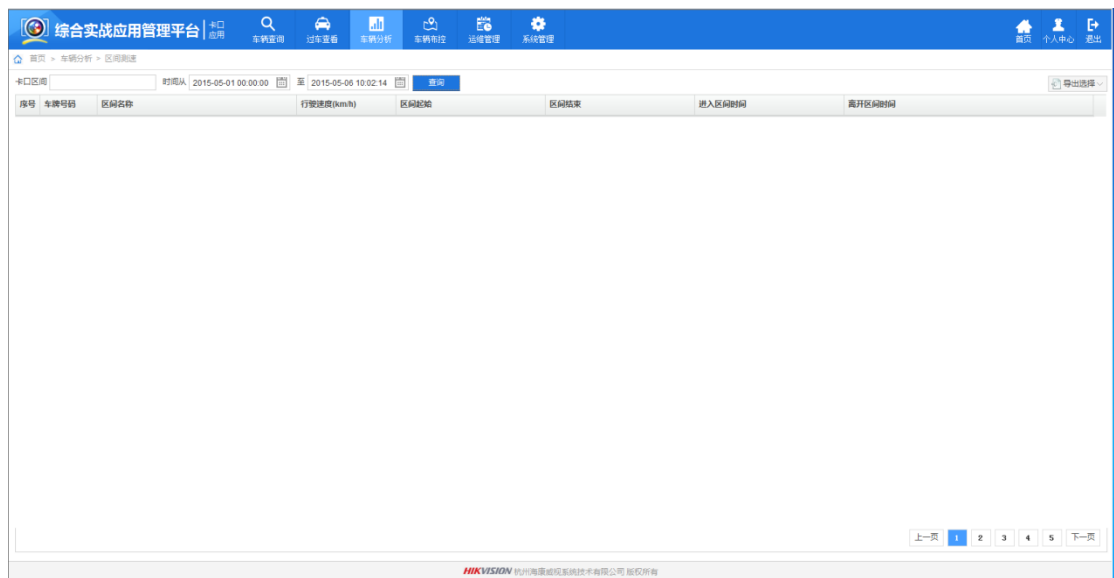 综合实战应用管理平台 卡口应用 车辆查询 过车查看 车辆分析 车辆布控 运维管理 系统管理 首页 个人中心 退出
首页 > 车辆分析 > 区间测速
卡口区间 时间从 2015-05-01 00:00:00 至 2015-05-06 10:02:14 查询 导出选择
序号 车牌号码 区间名称 行驶速度(km/h) 区间起始 区间结束 进入区间时间 离开区间时间
上一页 1 2 3 4 5 下一页
HIKVISION 杭州海康威视系统技术有限公司 版权所有